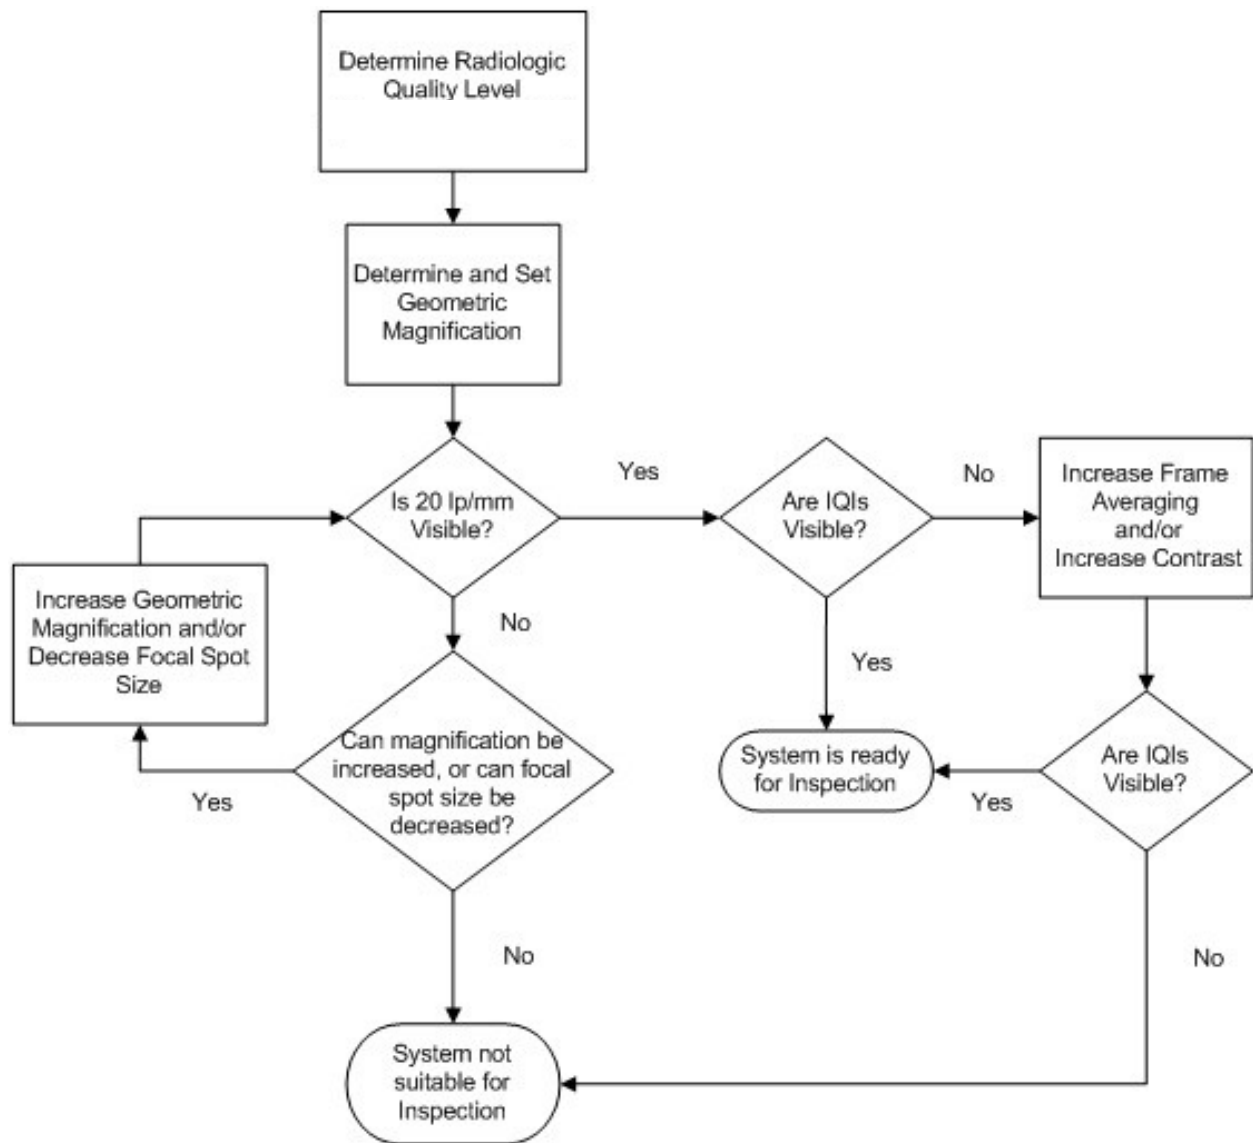 Determine Radiologic
Quality Level
Determine and Set
Geometric
Magnification
Is 20 lp/mm
Visible?
Yes
Are IQIs
Visible?
No
Increase Frame
Averaging
and/or
Increase Contrast
Increase Geometric
Magnification and/or
Decrease Focal Spot
Size
No
Yes
Can magnification be
increased, or can focal
spot size be
decreased?
Yes
System is ready
for Inspection
Yes
Are IQIs
Visible?
No
No
System not
suitable for
Inspection